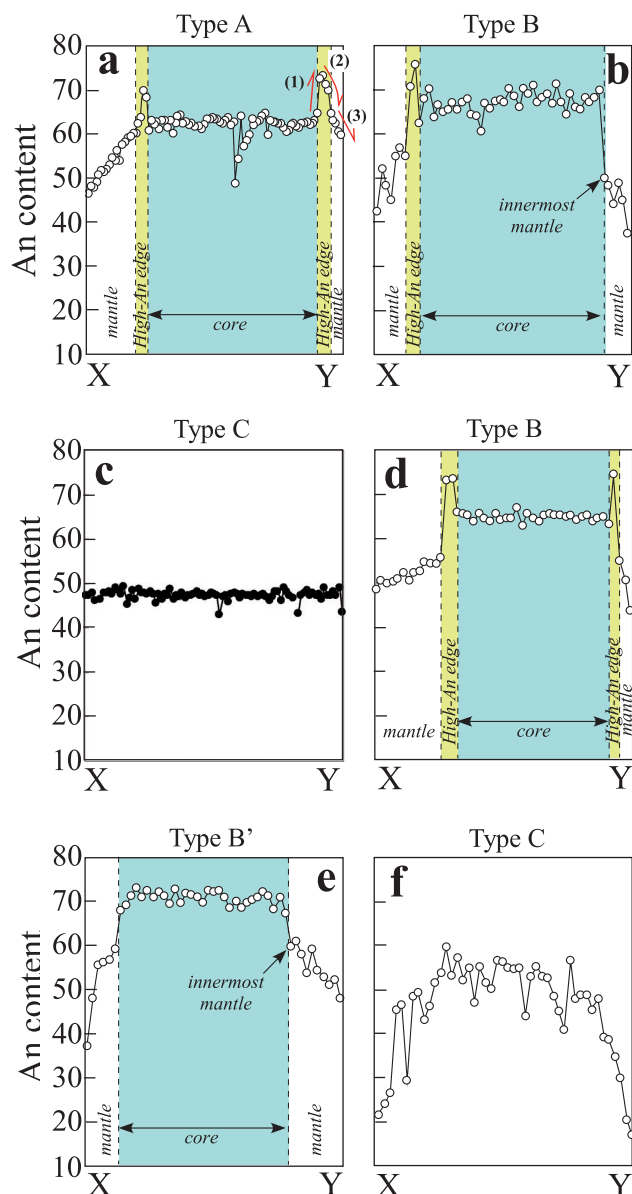 Type A
Type B
An content
80
70
60
50
40
30
20
10
a
(1)
(2)
(3)
mantle
High-An edge
core
High-An edge
mantle
X
Y
b
innermost
mantle
mantle
High-An edge
core
mantle
X
Y
Type C
Type B
An content
80
70
60
50
40
30
20
10
c
X
Y
d
mantle
High-An edge
core
High-An edge
mantle
X
Y
Type B’
Type C
An content
80
70
60
50
40
30
20
10
e
innermost
mantle
mantle
core
mantle
X
Y
f
X
Y